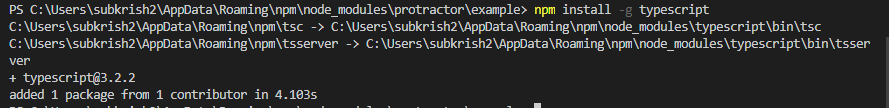 PS C:\Users\subkrish2\AppData\Roaming\npm\node_modules\protractor\example> npm install -g typescript
C:\Users\subkrish2\AppData\Roaming\npm\tsc -> C:\Users\subkrish2\AppData\Roaming\npm\node_modules\typescript\bin\tsc
C:\Users\subkrish2\AppData\Roaming\npm\tsserver -> C:\Users\subkrish2\AppData\Roaming\npm\node_modules\typescript\bin\tsser
ver
+ typescript@3.2.2
added 1 package from 1 contributor in 4.103s